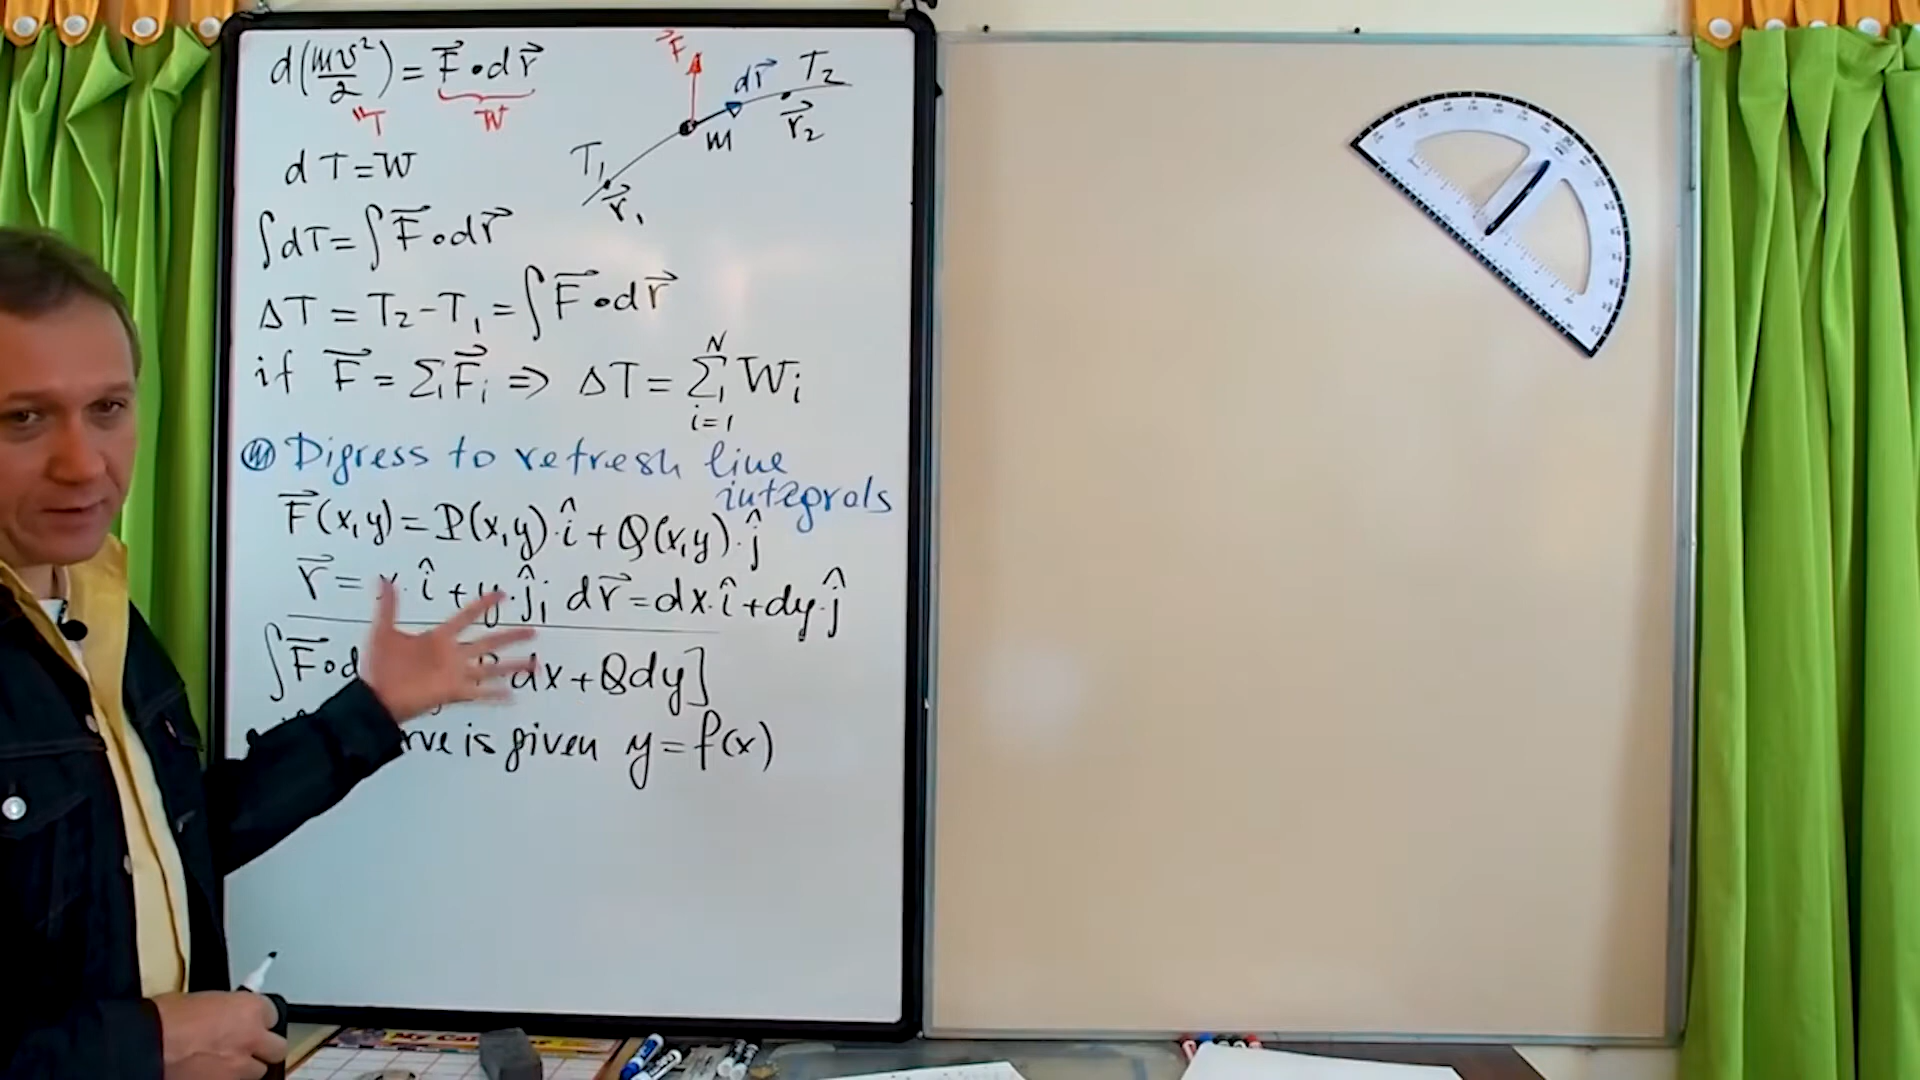 d(mv²/2) = F⃗•dr⃗
"T W
dT=W
∫dT=∫F⃗•dr⃗
ΔT = T₂-T₁ = ∫F⃗•dr⃗
if F⃗ = ΣF⃗ᵢ ⇒ ΔT = Σᵢ₌₁ᴺ Wᵢ
F⃗ dr⃗ T₂
m r⃗₂
T₁
r⃗₁
Digress to refresh line
integrals
F⃗(x,y)=P(x,y)·î+Q(x,y)·ĵ
r⃗ = x·î+y·ĵ; dr⃗=dx·î+dy·ĵ
∫F⃗•d dx+Qdy]
is given y=f(x)